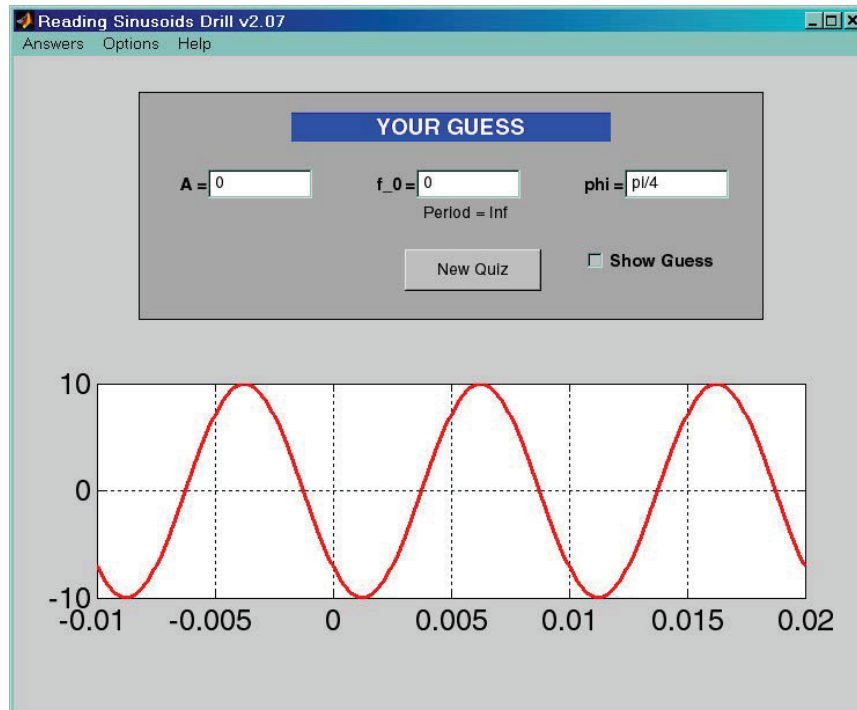 Reading Sinusoids Drill v2.07
Answers Options Help
YOUR GUESS
A = 0 f_0 = 0 phi = pi/4
Period = Inf
New Quiz Show Guess
10
0
-10
-0.01 -0.005 0 0.005 0.01 0.015 0.02